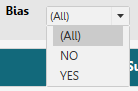 Bias (All)
(All)
NO
YES